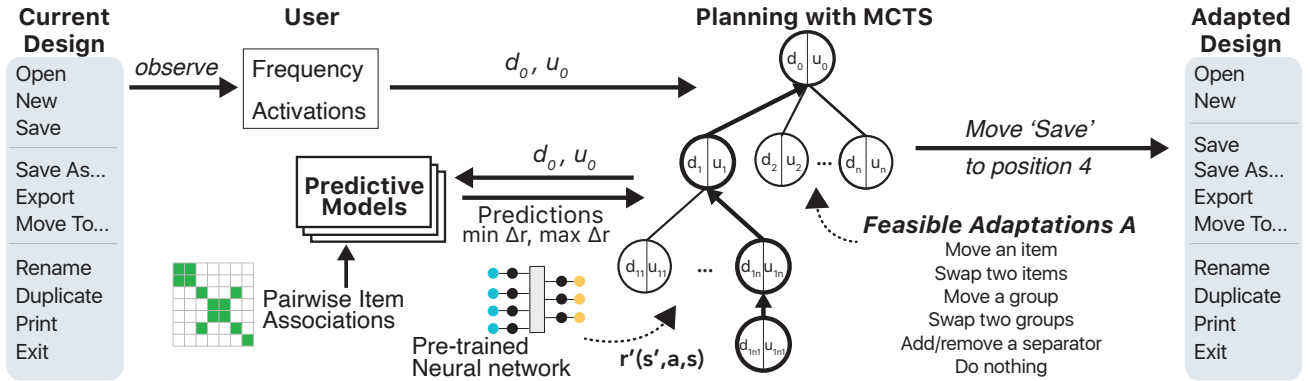 Current
Design
Open
New
Save
Save As...
Export
Move To...
Rename
Duplicate
Print
Exit
observe
User
Frequency
Activations
d₀, u₀
Predictive
Models
d₀, u₀
Predictions
min Δr, max Δr
Pairwise Item
Associations
Pre-trained
Neural network
r'(s',a,s)
Planning with MCTS
d₀ u₀
d₁ u₁
d₂ u₂
...
dₙ uₙ
d₁₁ u₁₁
...
d₁ₙ u₁ₙ
d₁ₙ₁ u₁ₙ₁
Feasible Adaptations A
Move an item
Swap two items
Move a group
Swap two groups
Add/remove a separator
Do nothing
Move 'Save'
to position 4
Adapted
Design
Open
New
Save
Save As...
Export
Move To...
Rename
Duplicate
Print
Exit